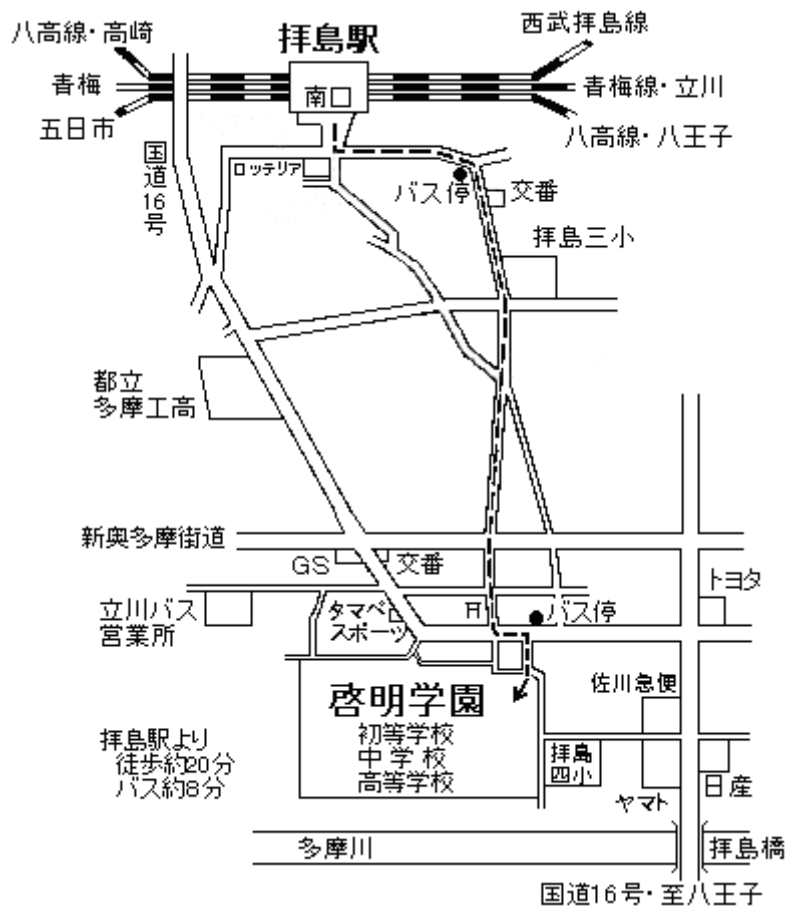 八高線・高崎
拝島駅
西武拝島線
青梅
南
青梅線・立川
五日市
八高線・八王子
国道16号
ロッテリア
バス停
交番
拝島三小
都立
多摩工高
新奥多摩街道
GS
交番
トヨタ
立川バス
営業所
タマベ
スポーツ
バス停
啓明学園
初等学校
中学校
高等学校
佐川急便
拝島駅より
徒歩約20分
バス約8分
拝島
四小
ヤマト
日産
多摩川
拝島橋
国道16号・至八王子